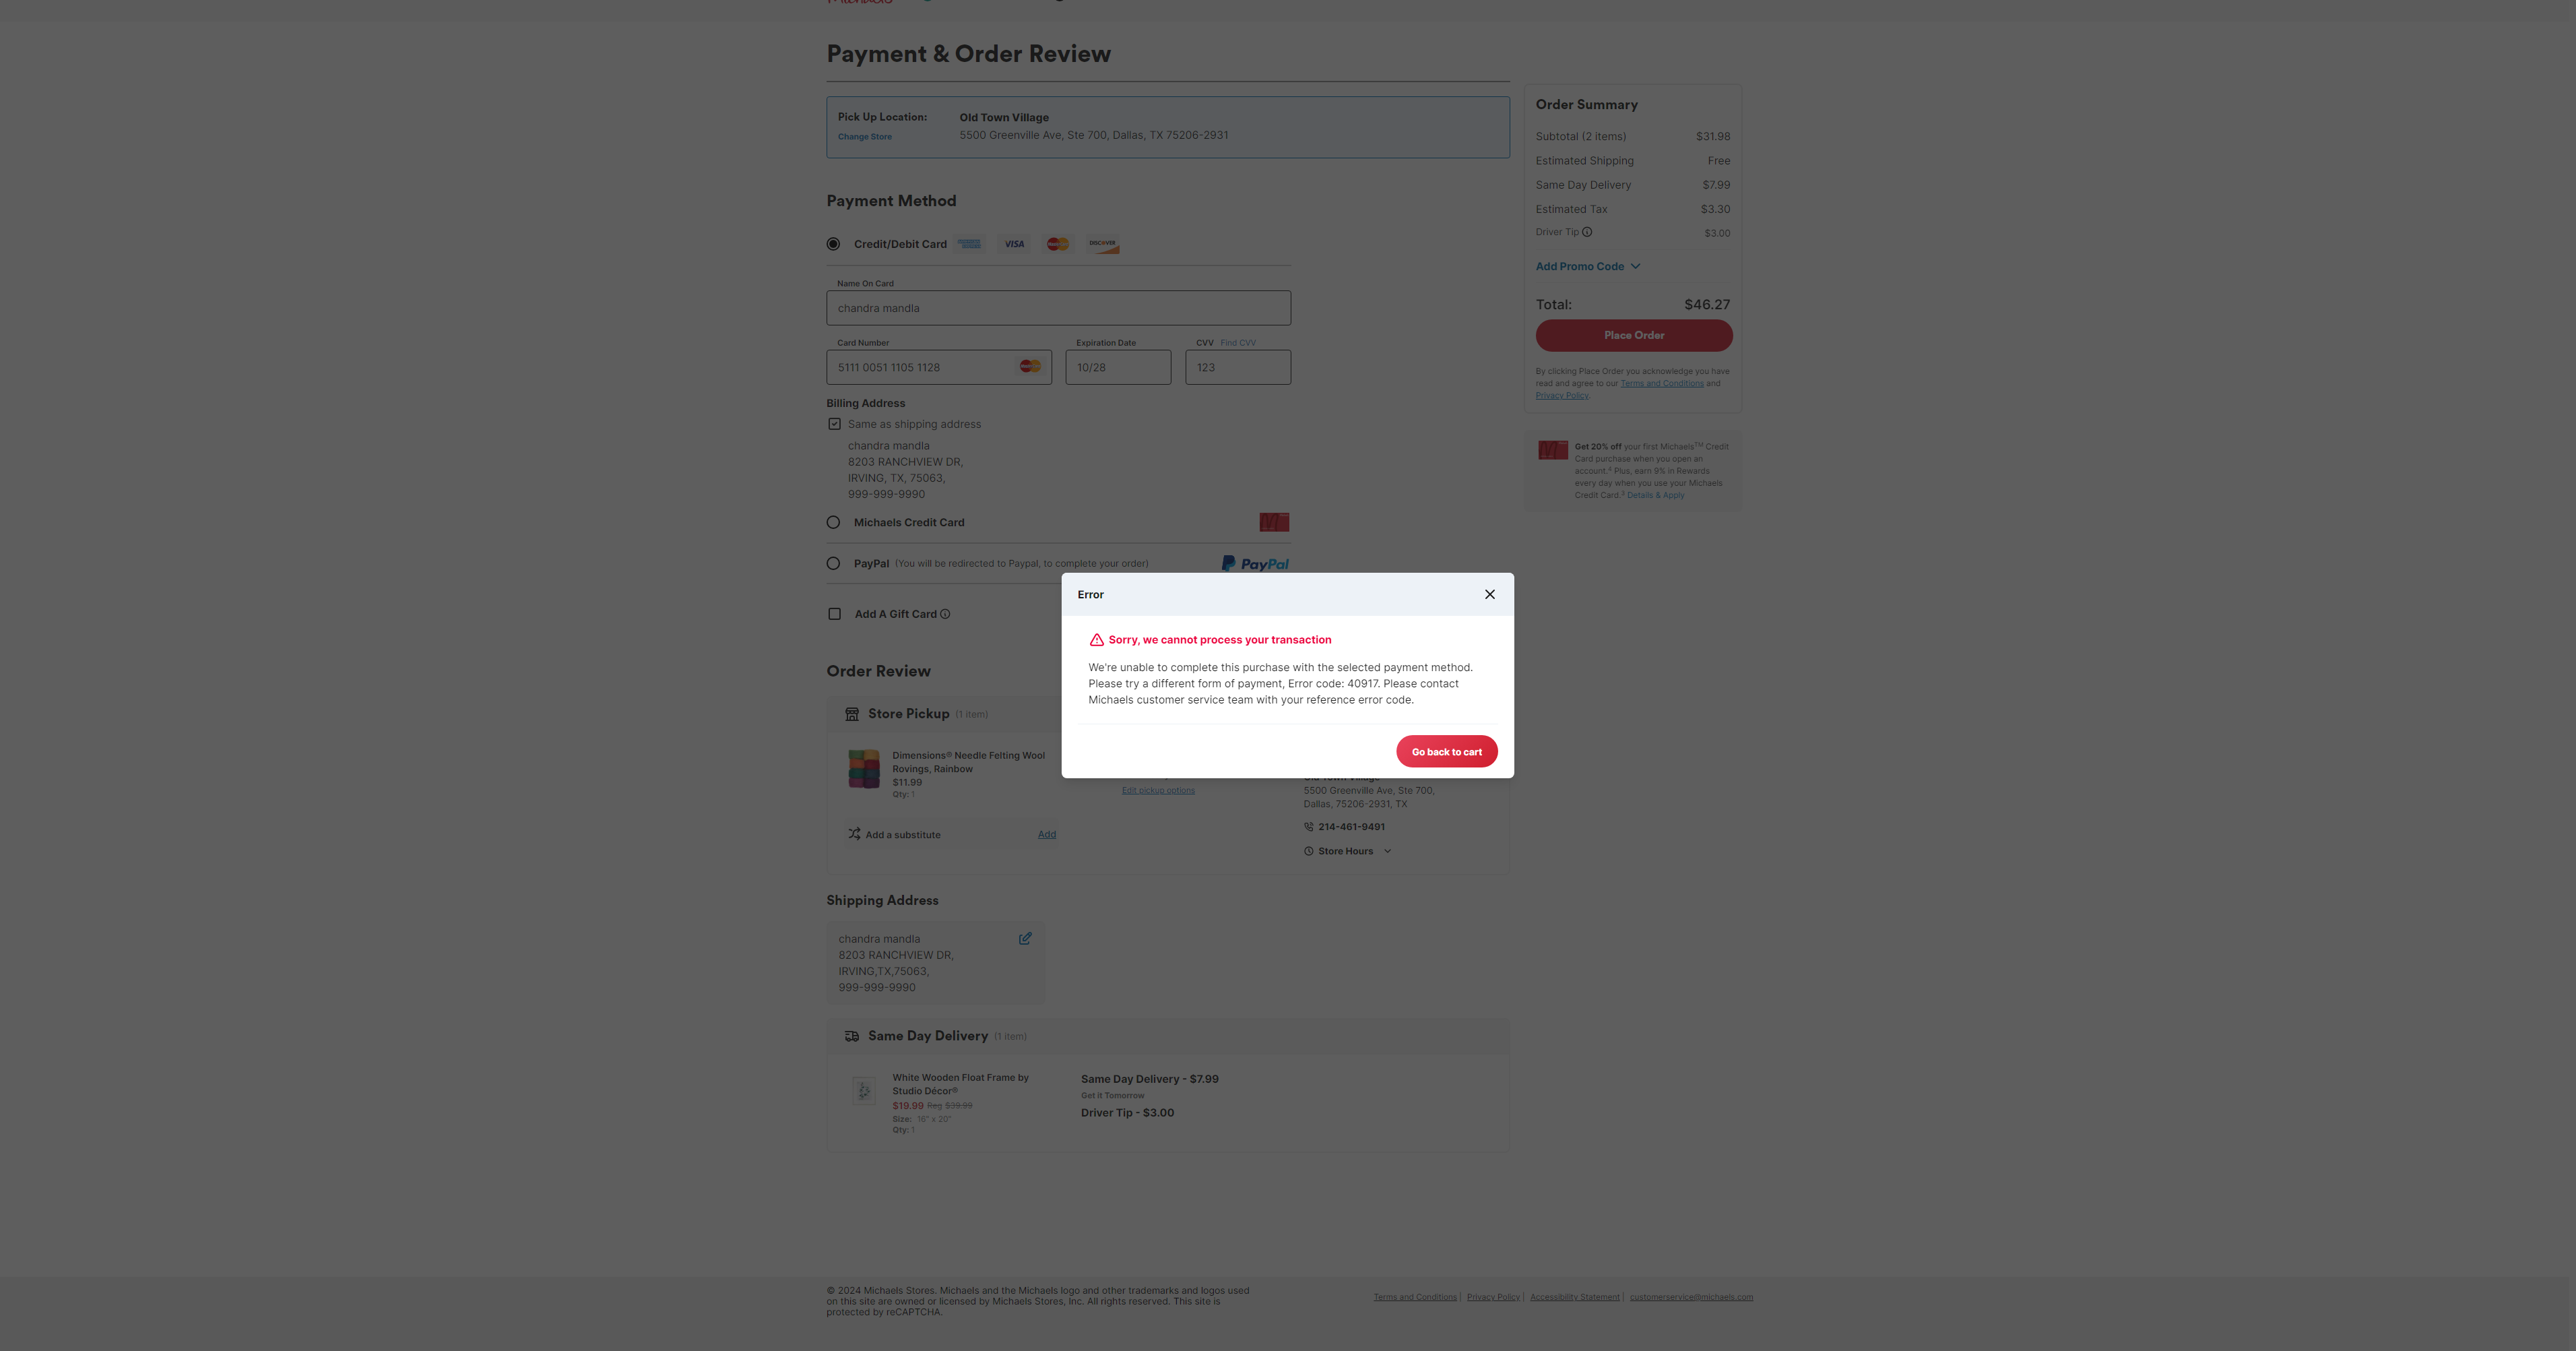 Michaels
Payment & Order Review
Pick Up Location:
Old Town Village
Change Store
5500 Greenville Ave, Ste 700, Dallas, TX 75206-2931
Payment Method
Credit/Debit Card
AMERICAN EXPRESS
VISA
DISCOVER
Name On Card
chandra mandla
Card Number
Expiration Date
CVV Find CVV
5111 0051 1105 1128
10/28
123
Billing Address
Same as shipping address
chandra mandla
8203 RANCHVIEW DR,
IRVING, TX, 75063,
999-999-9990
Michaels Credit Card
PayPal (You will be redirected to Paypal, to complete your order)
PayPal
Add A Gift Card
Order Summary
Subtotal (2 items) $31.98
Estimated Shipping Free
Same Day Delivery $7.99
Estimated Tax $3.30
Driver Tip $3.00
Add Promo Code
Total: $46.27
Place Order
By clicking Place Order you acknowledge you have
read and agree to our Terms and Conditions and
Privacy Policy.
Get 20% off your first Michaels™ Credit
Card purchase when you open an
account.⁴ Plus, earn 9% in Rewards
every day when you use your Michaels
Credit Card.³ Details & Apply
Error
Sorry, we cannot process your transaction
We're unable to complete this purchase with the selected payment method.
Please try a different form of payment, Error code: 40917. Please contact
Michaels customer service team with your reference error code.
Go back to cart
Order Review
Store Pickup (1 item)
Dimensions® Needle Felting Wool
Rovings, Rainbow
$11.99
Qty: 1
Add a substitute
Add
Edit pickup options
Old Town Village
5500 Greenville Ave, Ste 700,
Dallas, 75206-2931, TX
214-461-9491
Store Hours
Shipping Address
chandra mandla
8203 RANCHVIEW DR,
IRVING,TX,75063,
999-999-9990
Same Day Delivery (1 item)
White Wooden Float Frame by
Studio Décor®
$19.99 Reg $39.99
Size: 16" x 20"
Qty: 1
Same Day Delivery - $7.99
Get it Tomorrow
Driver Tip - $3.00
© 2024 Michaels Stores. Michaels and the Michaels logo and other trademarks and logos used
on this site are owned or licensed by Michaels Stores, Inc. All rights reserved. This site is
protected by reCAPTCHA.
Terms and Conditions | Privacy Policy | Accessibility Statement | customerservice@michaels.com